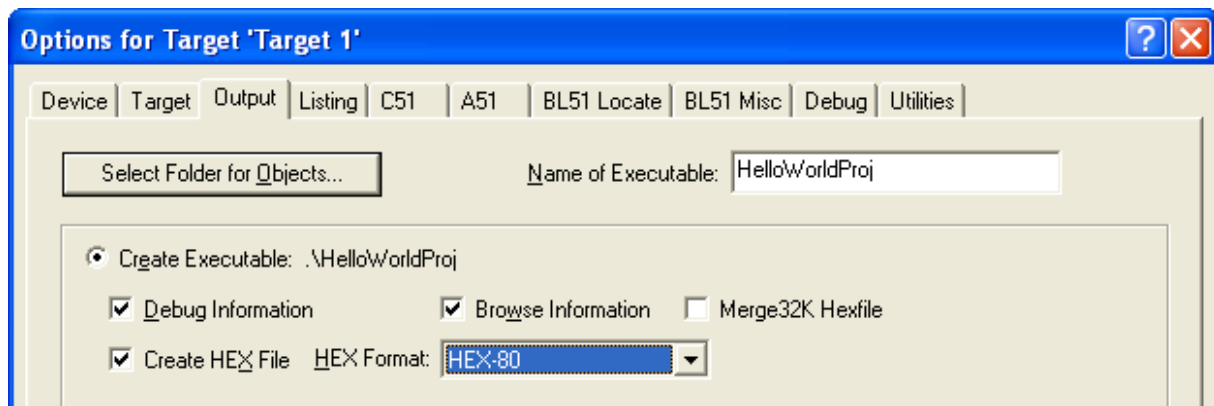 Options for Target 'Target 1'
?
Device Target Output Listing C51 A51 BL51 Locate BL51 Misc Debug Utilities
Select Folder for Objects... Name of Executable: HelloWorldProj
Create Executable: .\HelloWorldProj
Debug Information Browse Information Merge32K Hexfile
Create HEX File HEX Format: HEX-80